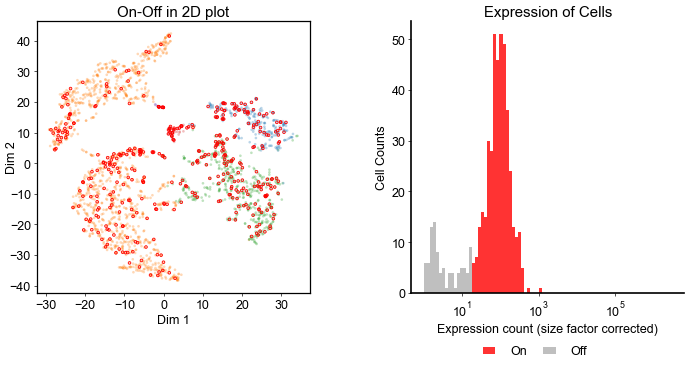 On-Off in 2D plot
40
30
20
10
0
−10
−20
−30
−40
Dim 2
−30 −20 −10 0 10 20 30
Dim 1
Expression of Cells
50
40
30
20
10
0
Cell Counts
10^1 10^3 10^5
Expression count (size factor corrected)
On Off